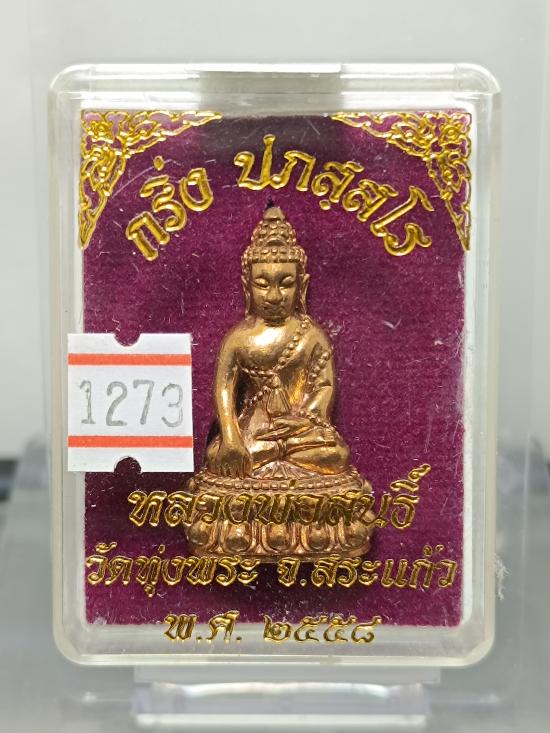 กริ่ง ปภสฺสโร
1273
หลวงพ่อสนธิ์
วัดทุ่งพระ จ.สระแก้ว
พ.ศ. ๒๕๕๘